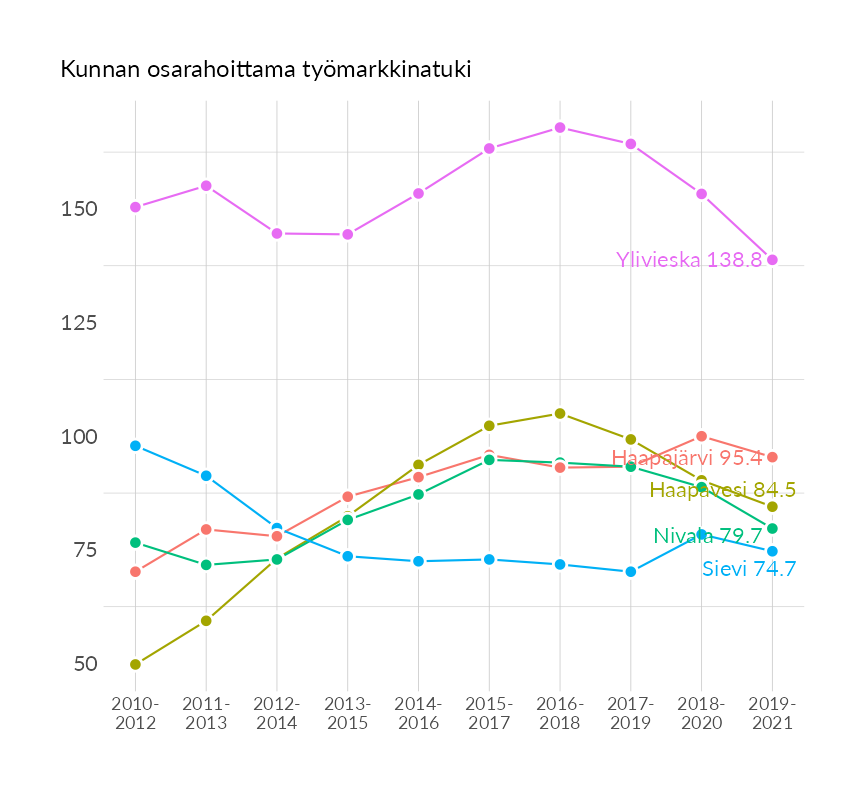 Kunnan osarahoittama työmarkkinatuki
150
125
100
75
50
Ylivieska 138.8
Haapajärvi 95.4
Haapavesi 84.5
Nivala 79.7
Sievi 74.7
2010- 2011- 2012- 2013- 2014- 2015- 2016- 2017- 2018- 2019-
2012 2013 2014 2015 2016 2017 2018 2019 2020 2021